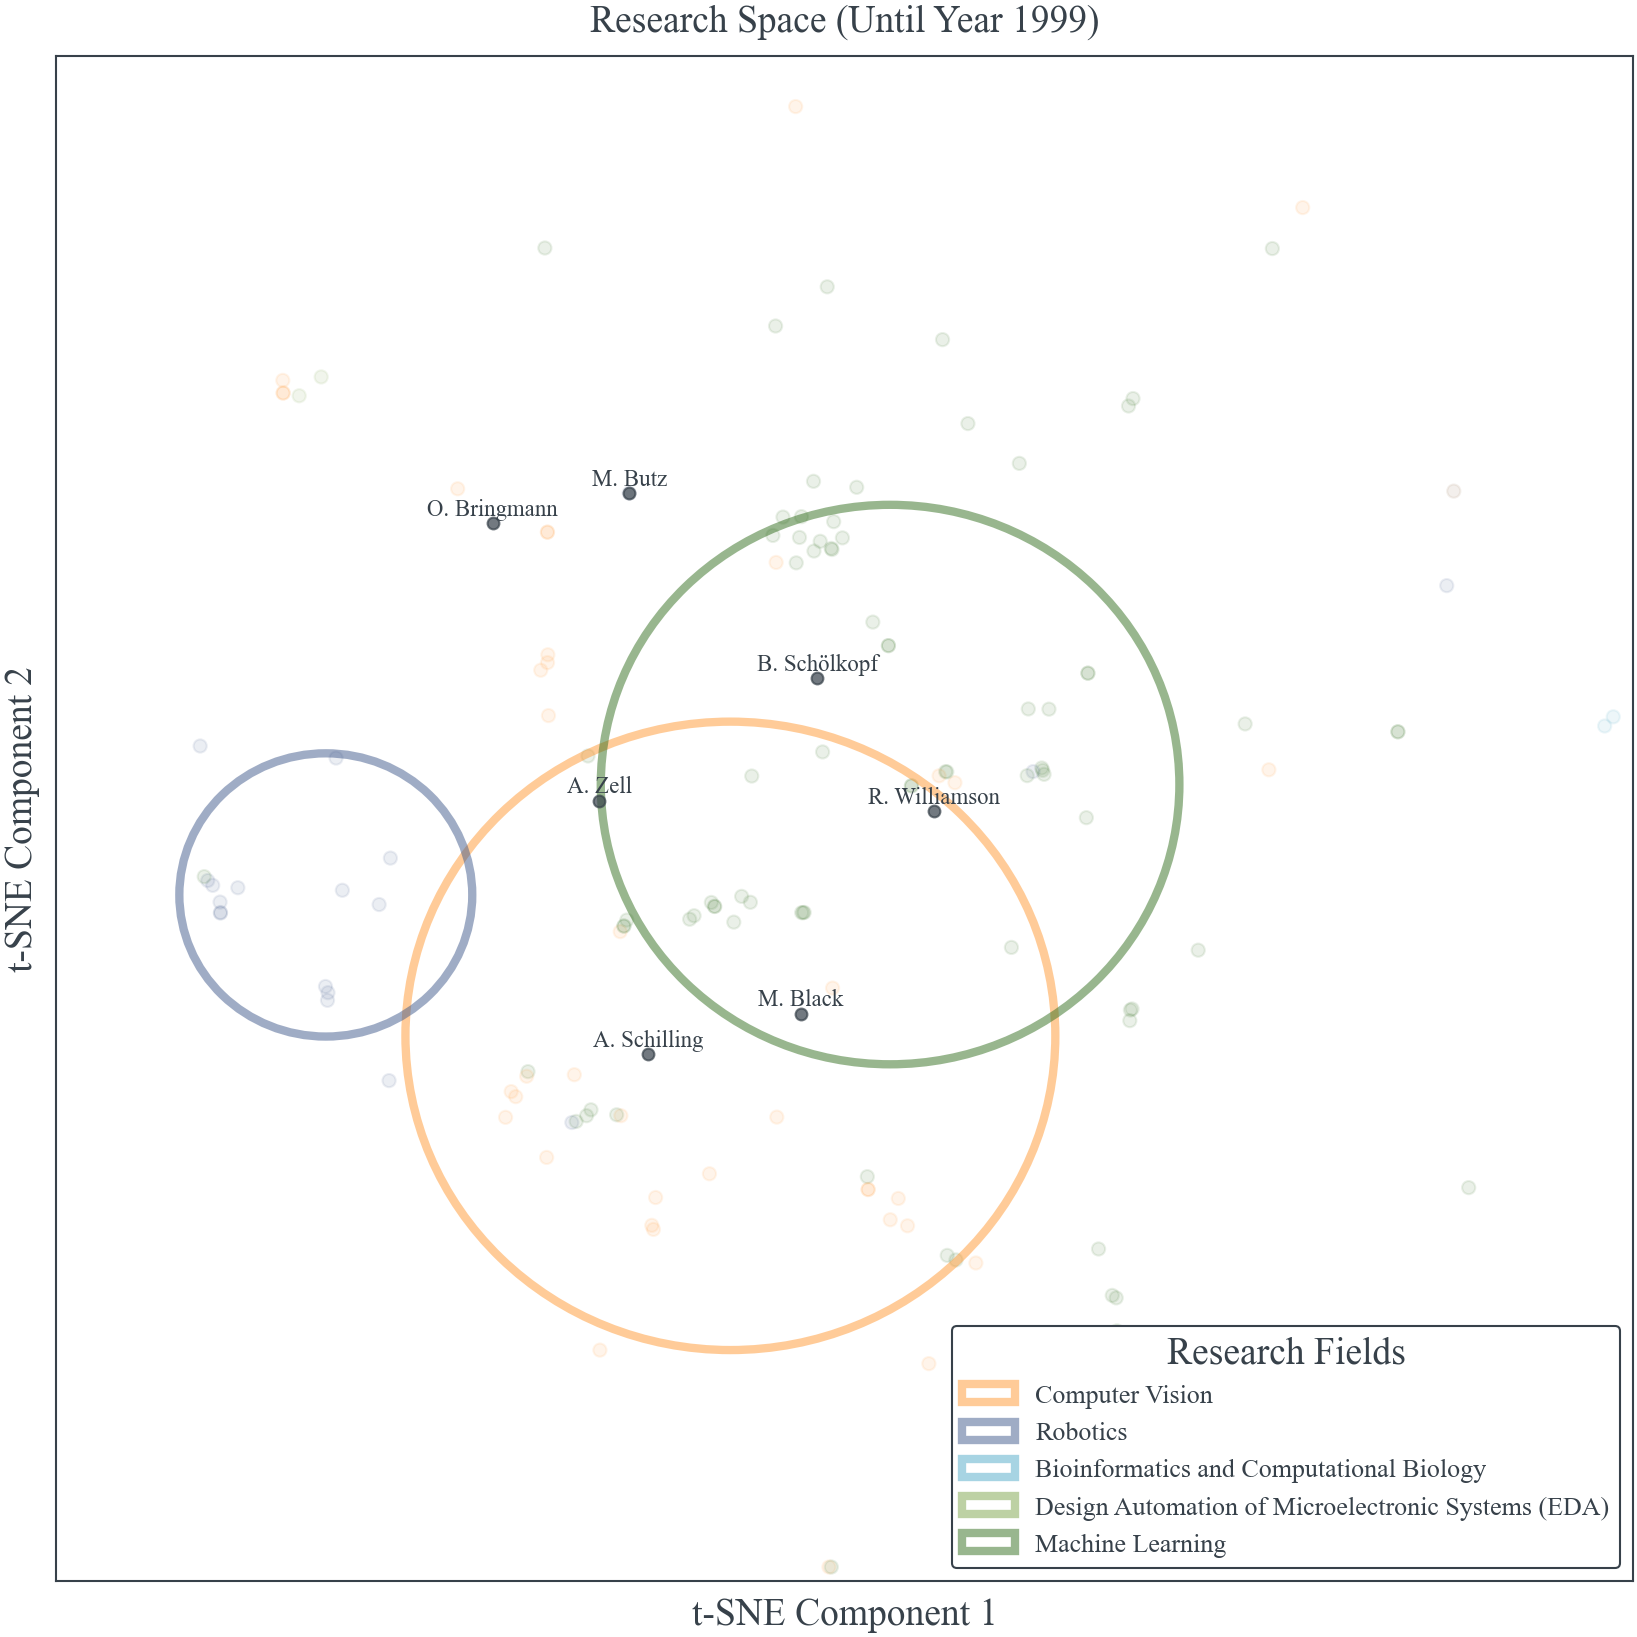 Research Space (Until Year 1999)
M. Butz
O. Bringmann
B. Schölkopf
A. Zell
R. Williamson
M. Black
A. Schilling
t-SNE Component 2
Research Fields
Computer Vision
Robotics
Bioinformatics and Computational Biology
Design Automation of Microelectronic Systems (EDA)
Machine Learning
t-SNE Component 1